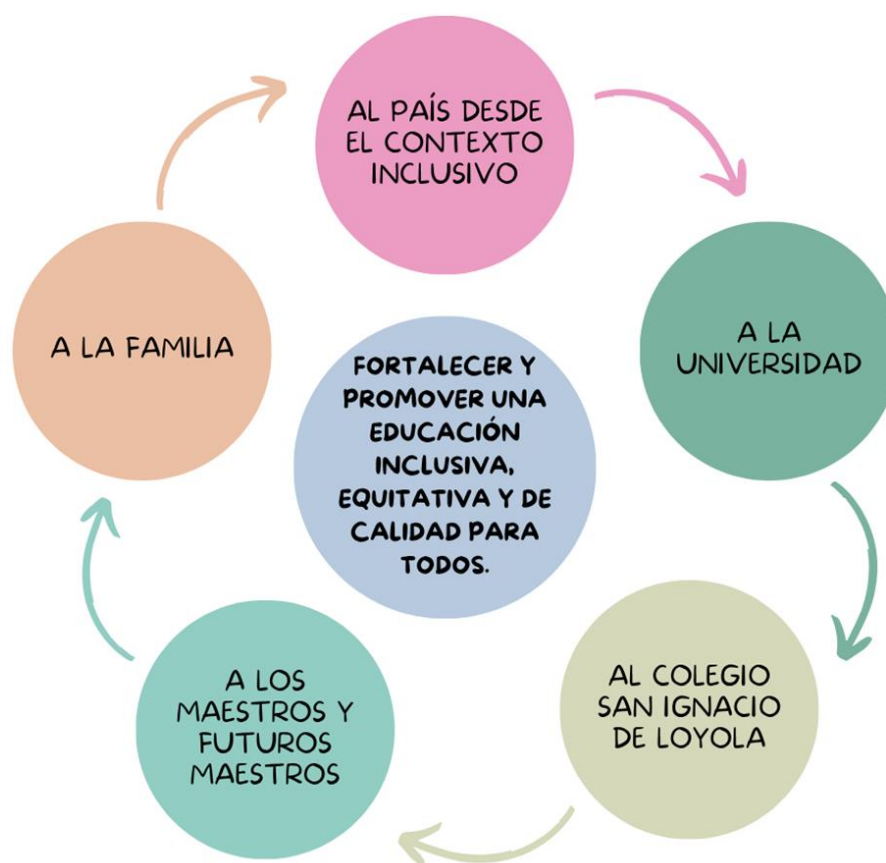 AL PAÍS DESDE
EL CONTEXTO
INCLUSIVO
A LA
UNIVERSIDAD
AL COLEGIO
SAN IGNACIO
DE LOYOLA
A LOS
MAESTROS Y
FUTUROS
MAESTROS
A LA FAMILIA
FORTALECER Y
PROMOVER UNA
EDUCACIÓN
INCLUSIVA,
EQUITATIVA Y DE
CALIDAD PARA
TODOS.